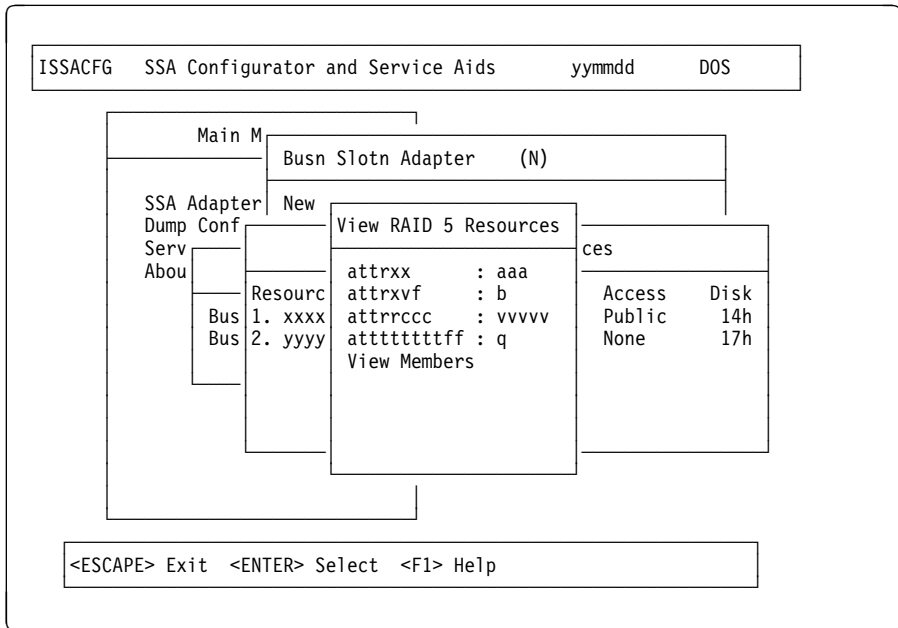 ISSACFG SSA Configurator and Service Aids yymmdd DOS
Main M
Busn Slotn Adapter (N)
SSA Adapter New
Dump Conf View RAID 5 Resources
Serv ces
Abou attrxx : aaa
Resourc attrxvf : b Access Disk
Bus 1. xxxx attrrccc : vvvvv Public 14h
Bus 2. yyyy attttttttff : q None 17h
View Members
<ESCAPE> Exit <ENTER> Select <F1> Help